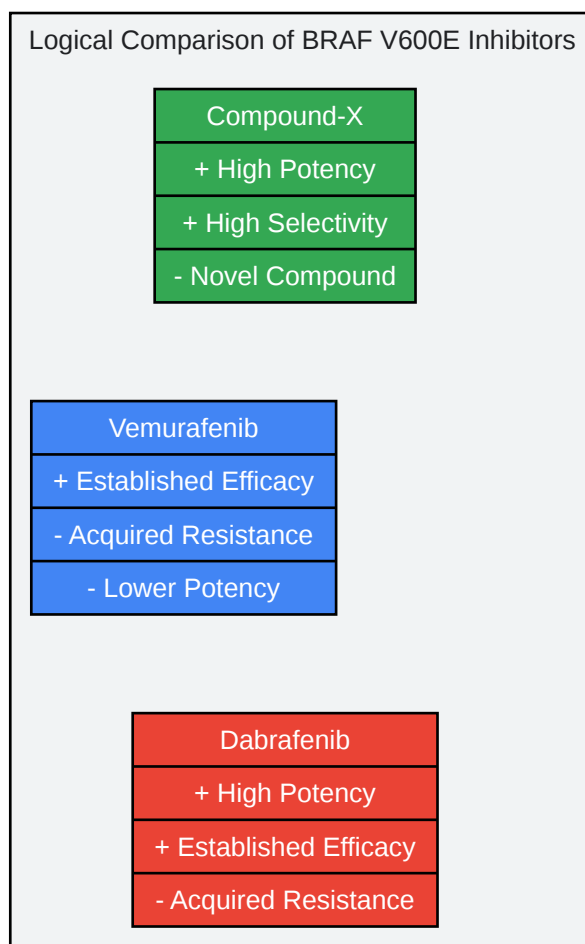 Logical Comparison of BRAF V600E Inhibitors
Compound-X
+ High Potency
+ High Selectivity
- Novel Compound
Vemurafenib
+ Established Efficacy
- Acquired Resistance
- Lower Potency
Dabrafenib
+ High Potency
+ Established Efficacy
- Acquired Resistance